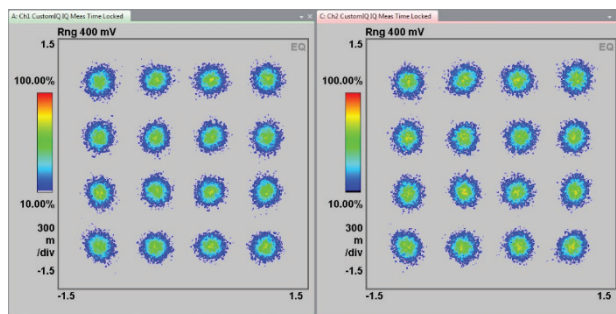 A: Ch1 CustomIQ IQ Meas Time Locked
Rng 400 mV
1.5
EQ
100.00%
10.00%
300
m
/div
-1.5
-1.5
1.5
C: Ch2 CustomIQ IQ Meas Time Locked
Rng 400 mV
1.5
EQ
100.00%
10.00%
300
m
/div
-1.5
-1.5
1.5